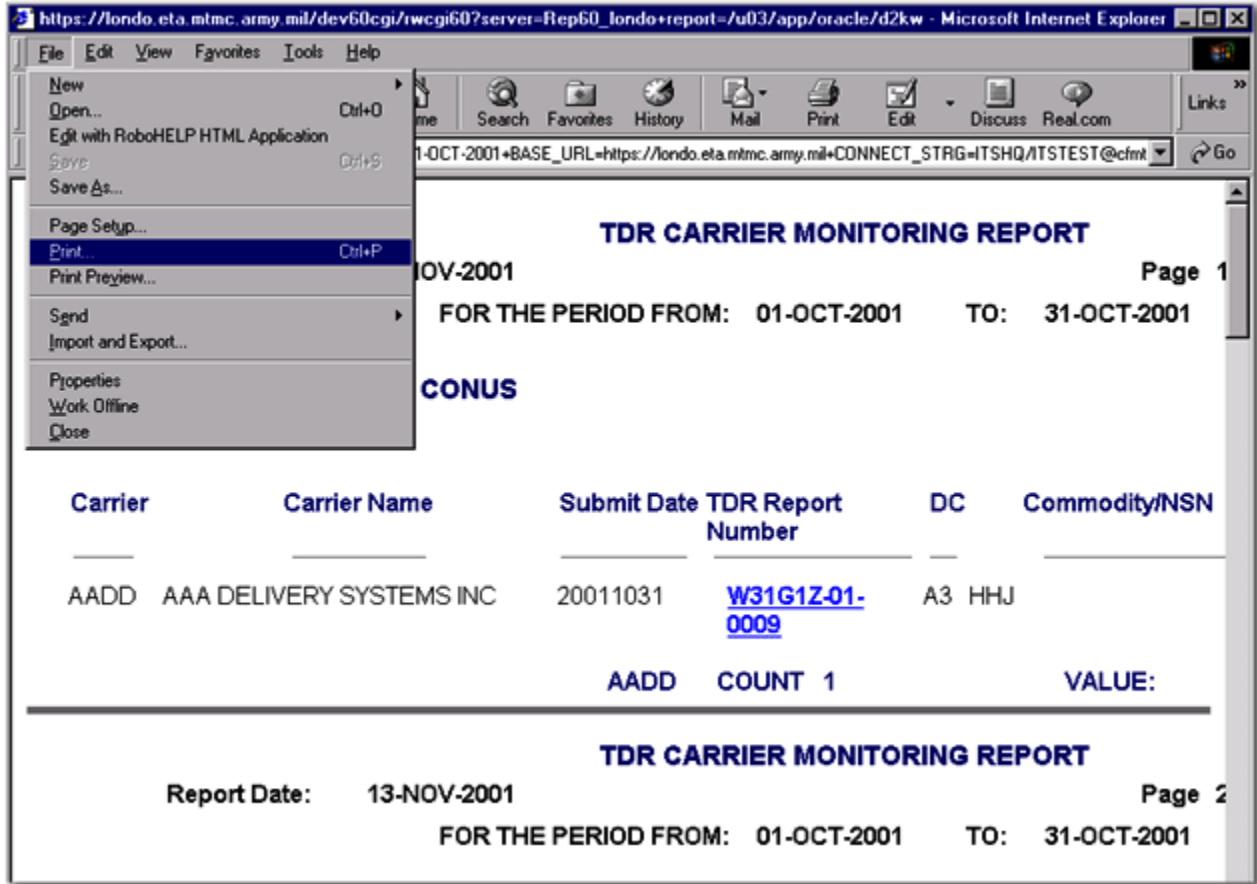 https://londo.eta.mtmc.army.mil/dev60cgi/rwcgi60?server=Rep60_londo+report=/u03/app/oracle/d2kw - Microsoft Internet Explorer
File Edit View Favorites Tools Help
New
Open... Ctrl+O
Edit with RoboHELP HTML Application
Save Ctrl+S
Save As...
Page Setup...
Print... Ctrl+P
Print Preview...
Send
Import and Export...
Properties
Work Offline
Close
me Search Favorites History Mail Print Edit Discuss Real.com Links
1-OCT-2001+BASE_URL=https://londo.eta.mtmc.army.mil+CONNECT_STRG=ITSHQ/ITSTEST@cfmt Go
TDR CARRIER MONITORING REPORT
NOV-2001 Page 1
FOR THE PERIOD FROM: 01-OCT-2001 TO: 31-OCT-2001
CONUS
Carrier Carrier Name Submit Date TDR Report DC Commodity/NSN
Number
AADD AAA DELIVERY SYSTEMS INC 20011031 W31G1Z-01- A3 HHJ
0009
AADD COUNT 1 VALUE:
TDR CARRIER MONITORING REPORT
Report Date: 13-NOV-2001 Page 2
FOR THE PERIOD FROM: 01-OCT-2001 TO: 31-OCT-2001